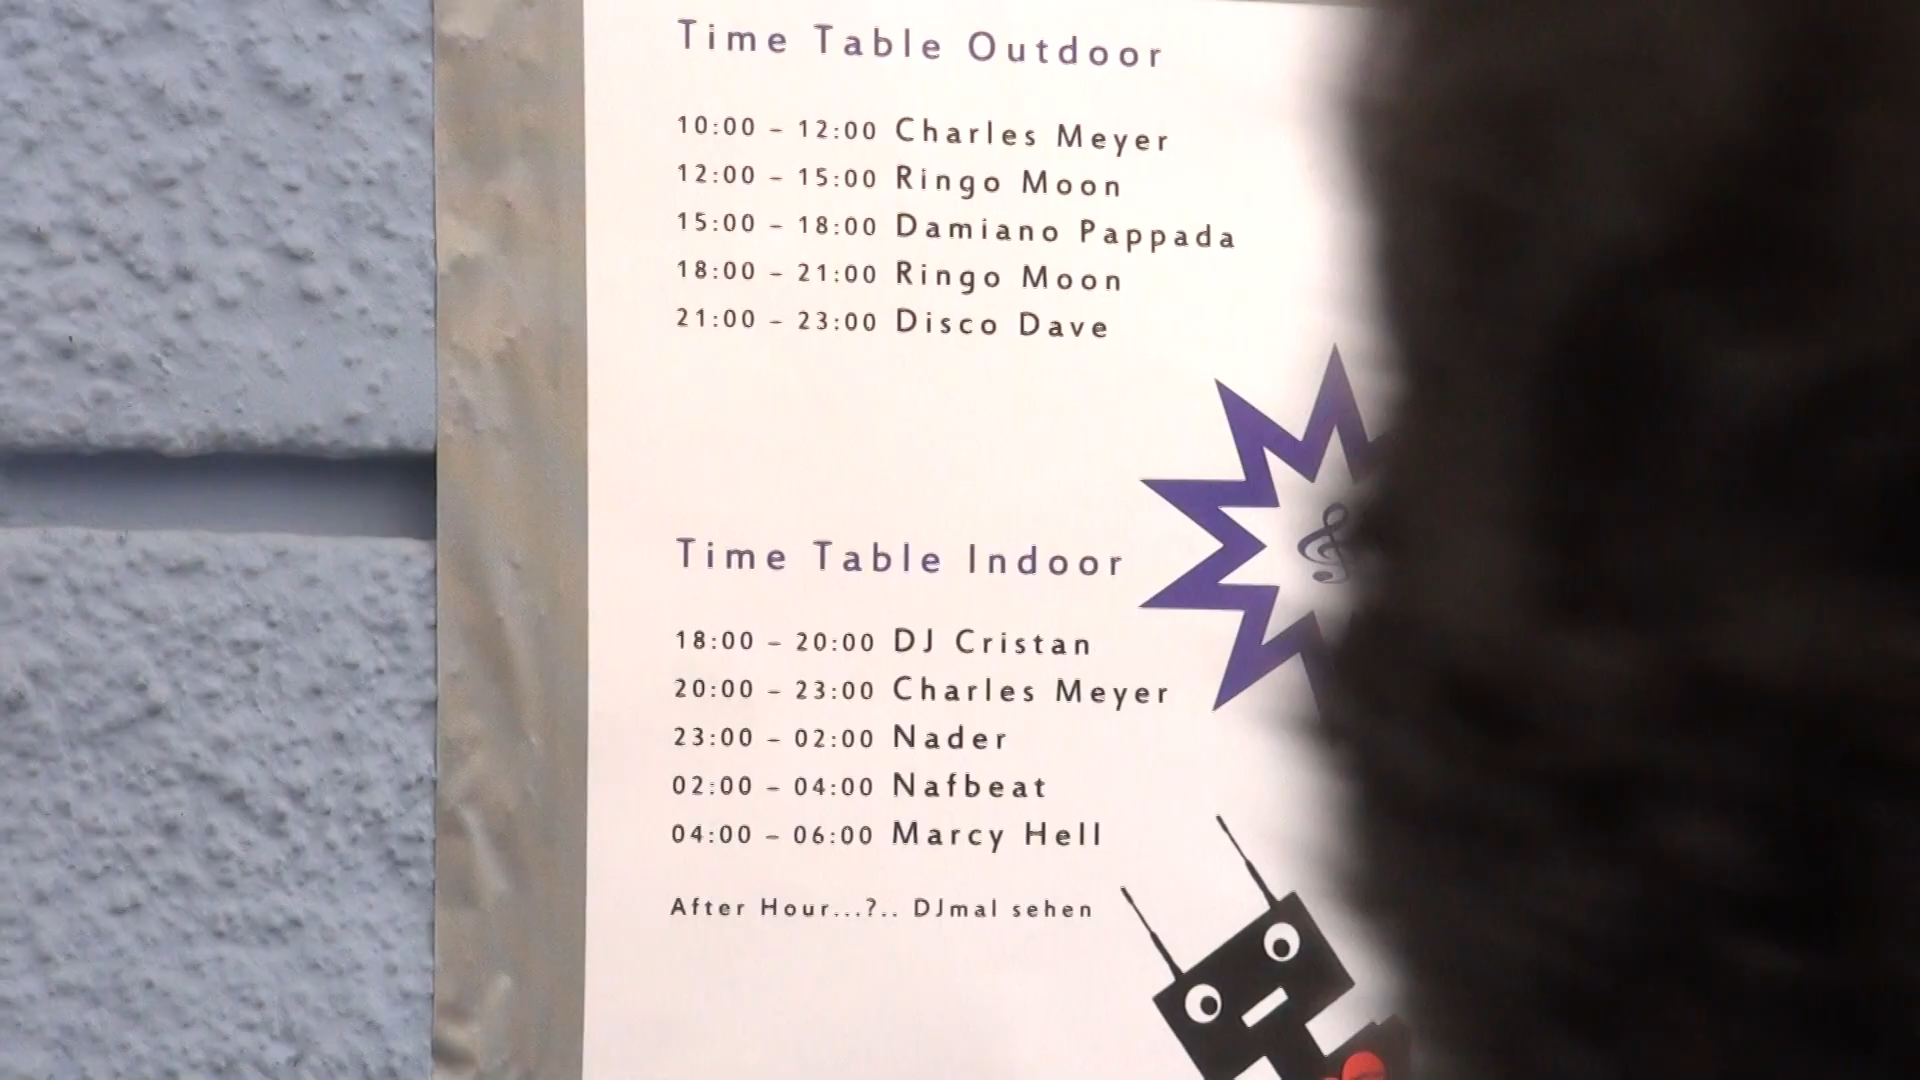 Time Table Outdoor
10:00 – 12:00 Charles Meyer
12:00 – 15:00 Ringo Moon
15:00 – 18:00 Damiano Pappada
18:00 – 21:00 Ringo Moon
21:00 – 23:00 Disco Dave
Time Table Indoor
18:00 – 20:00 DJ Cristan
20:00 – 23:00 Charles Meyer
23:00 – 02:00 Nader
02:00 – 04:00 Nafbeat
04:00 – 06:00 Marcy Hell
After Hour...?.. DJmal sehen